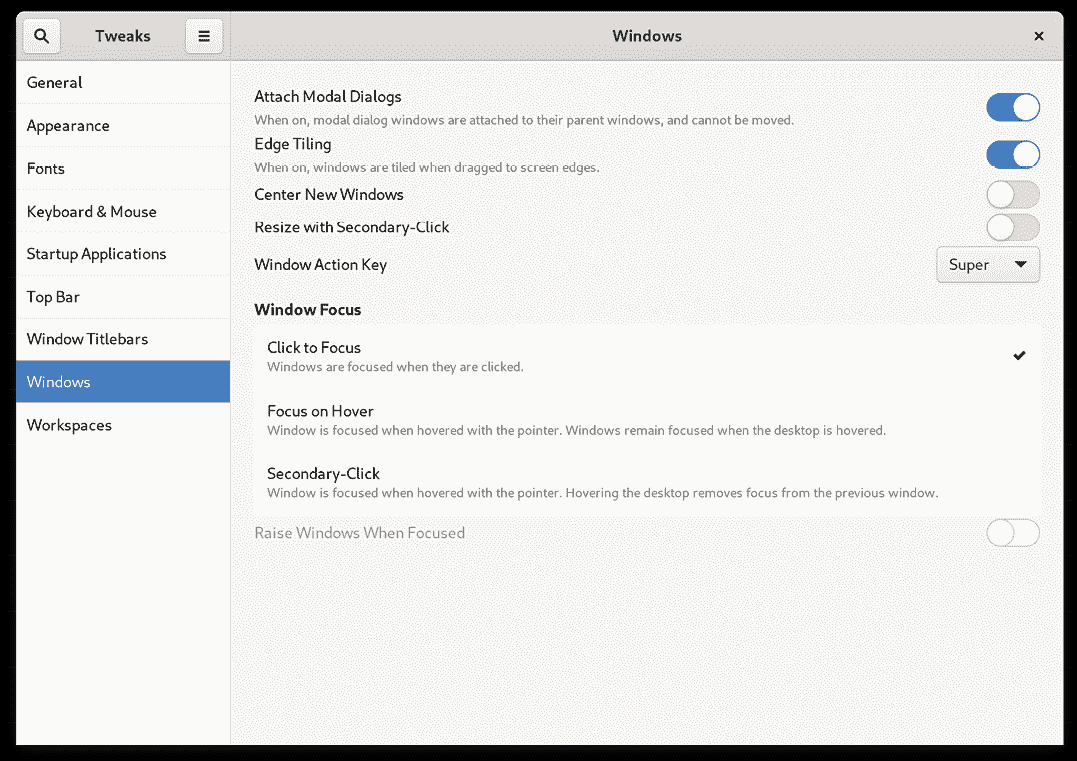 Tweaks
Windows
General
Appearance
Fonts
Keyboard & Mouse
Startup Applications
Top Bar
Window Titlebars
Windows
Workspaces
Attach Modal Dialogs
When on, modal dialog windows are attached to their parent windows, and cannot be moved.
Edge Tiling
When on, windows are tiled when dragged to screen edges.
Center New Windows
Resize with Secondary-Click
Window Action Key
Super
Window Focus
Click to Focus
Windows are focused when they are clicked.
Focus on Hover
Window is focused when hovered with the pointer. Windows remain focused when the desktop is hovered.
Secondary-Click
Window is focused when hovered with the pointer. Hovering the desktop removes focus from the previous window.
Raise Windows When Focused